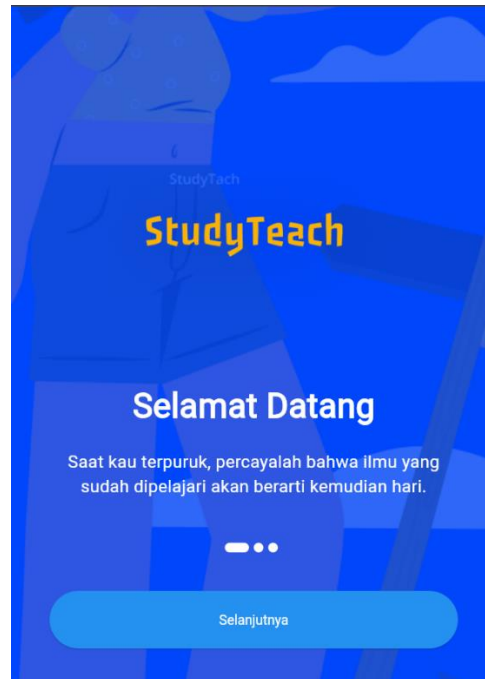 StudyTach
StudyTeach
Selamat Datang
Saat kau terpuruk, percayalah bahwa ilmu yang
sudah dipelajari akan berarti kemudian hari.
Selanjutnya